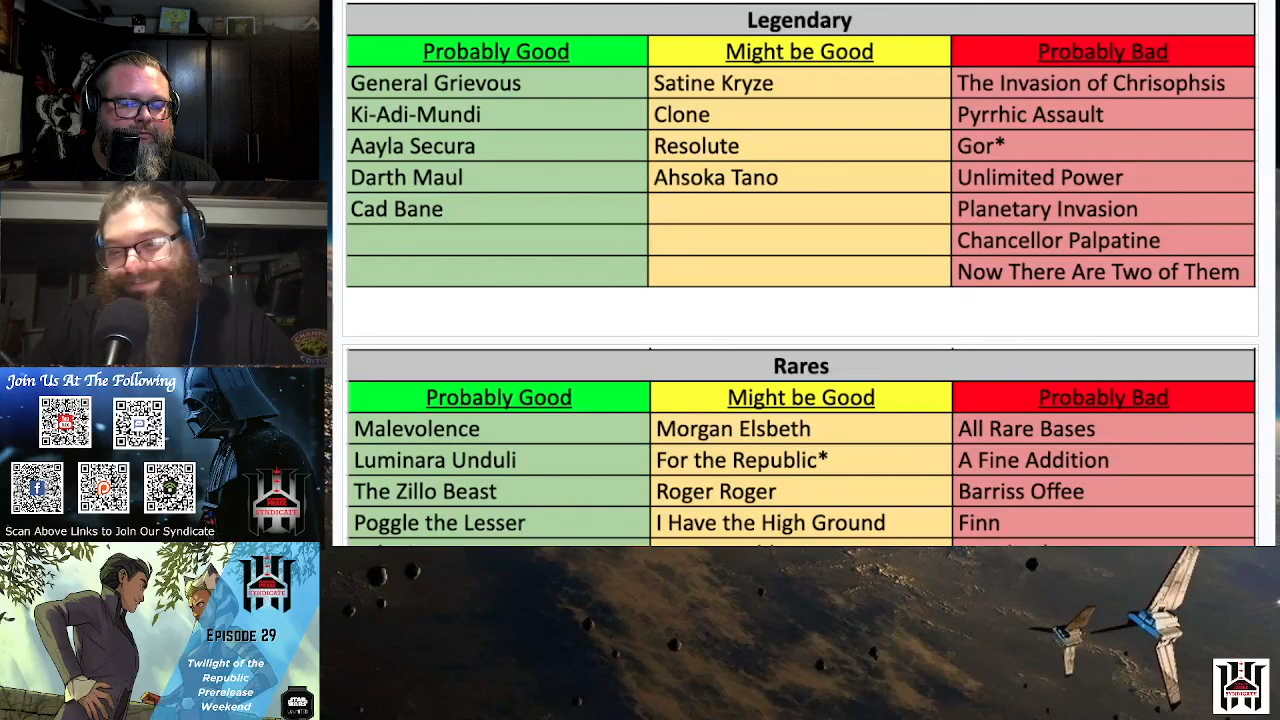 Legendary
Probably Good Might be Good Probably Bad
General Grievous Satine Kryze The Invasion of Chrisophsis
Ki-Adi-Mundi Clone Pyrrhic Assault
Aayla Secura Resolute Gor*
Darth Maul Ahsoka Tano Unlimited Power
Cad Bane Planetary Invasion
Chancellor Palpatine
Now There Are Two of Them
Rares
Probably Good Might be Good Probably Bad
Malevolence Morgan Elsbeth All Rare Bases
Luminara Unduli For the Republic* A Fine Addition
The Zillo Beast Roger Roger Barriss Offee
Poggle the Lesser I Have the High Ground Finn
Join Us At The Following
SYNDICATE
Scan Above Links to Join Our Syndicate
SYNDICATE
Episode 29
Twilight of the
Republic
Prerelease
Weekend
STAR
WARS
UNLIMITED